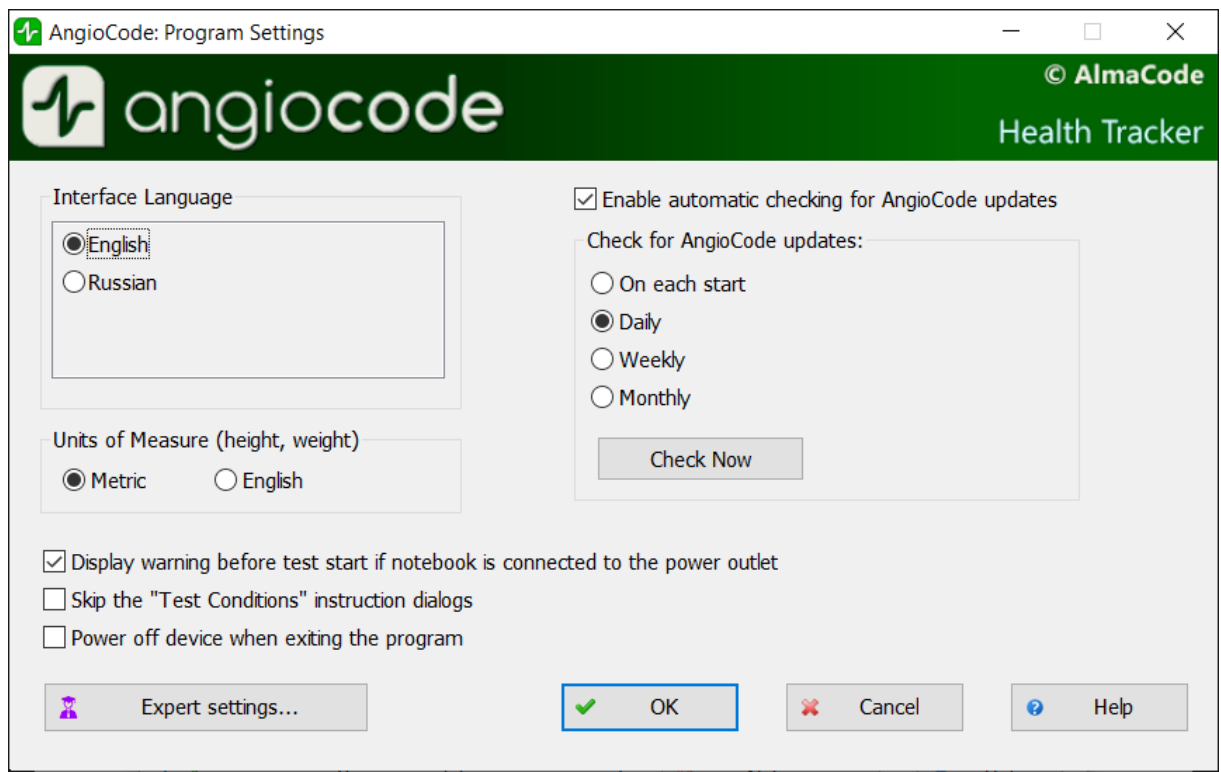 AngioCode: Program Settings
angiocode
© AlmaCode
Health Tracker
Interface Language
English
Russian
Units of Measure (height, weight)
Metric English
Enable automatic checking for AngioCode updates
Check for AngioCode updates:
On each start
Daily
Weekly
Monthly
Check Now
Display warning before test start if notebook is connected to the power outlet
Skip the "Test Conditions" instruction dialogs
Power off device when exiting the program
Expert settings... OK Cancel Help